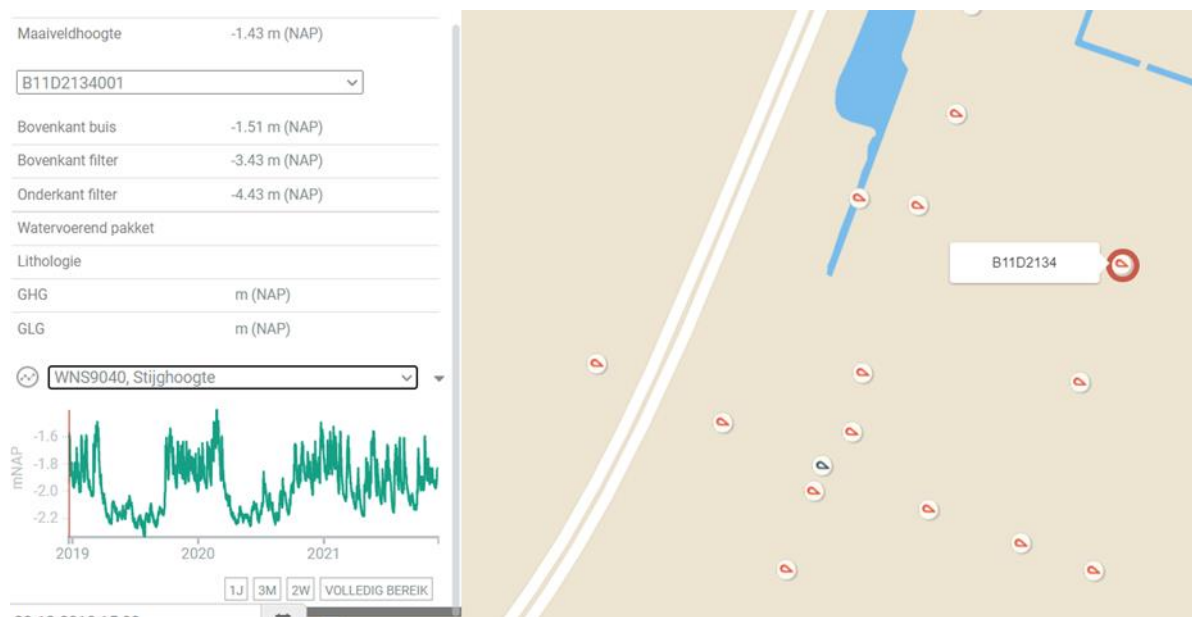 Maaiveldhoogte -1.43 m (NAP)
B11D2134001
Bovenkant buis -1.51 m (NAP)
Bovenkant filter -3.43 m (NAP)
Onderkant filter -4.43 m (NAP)
Watervoerend pakket
Lithologie
GHG m (NAP)
GLG m (NAP)
WNS9040, Stijghoogte
mNAP
-1.6
-1.8
-2.0
-2.2
2019 2020 2021
1J 3M 2W VOLLEDIG BEREIK
B11D2134